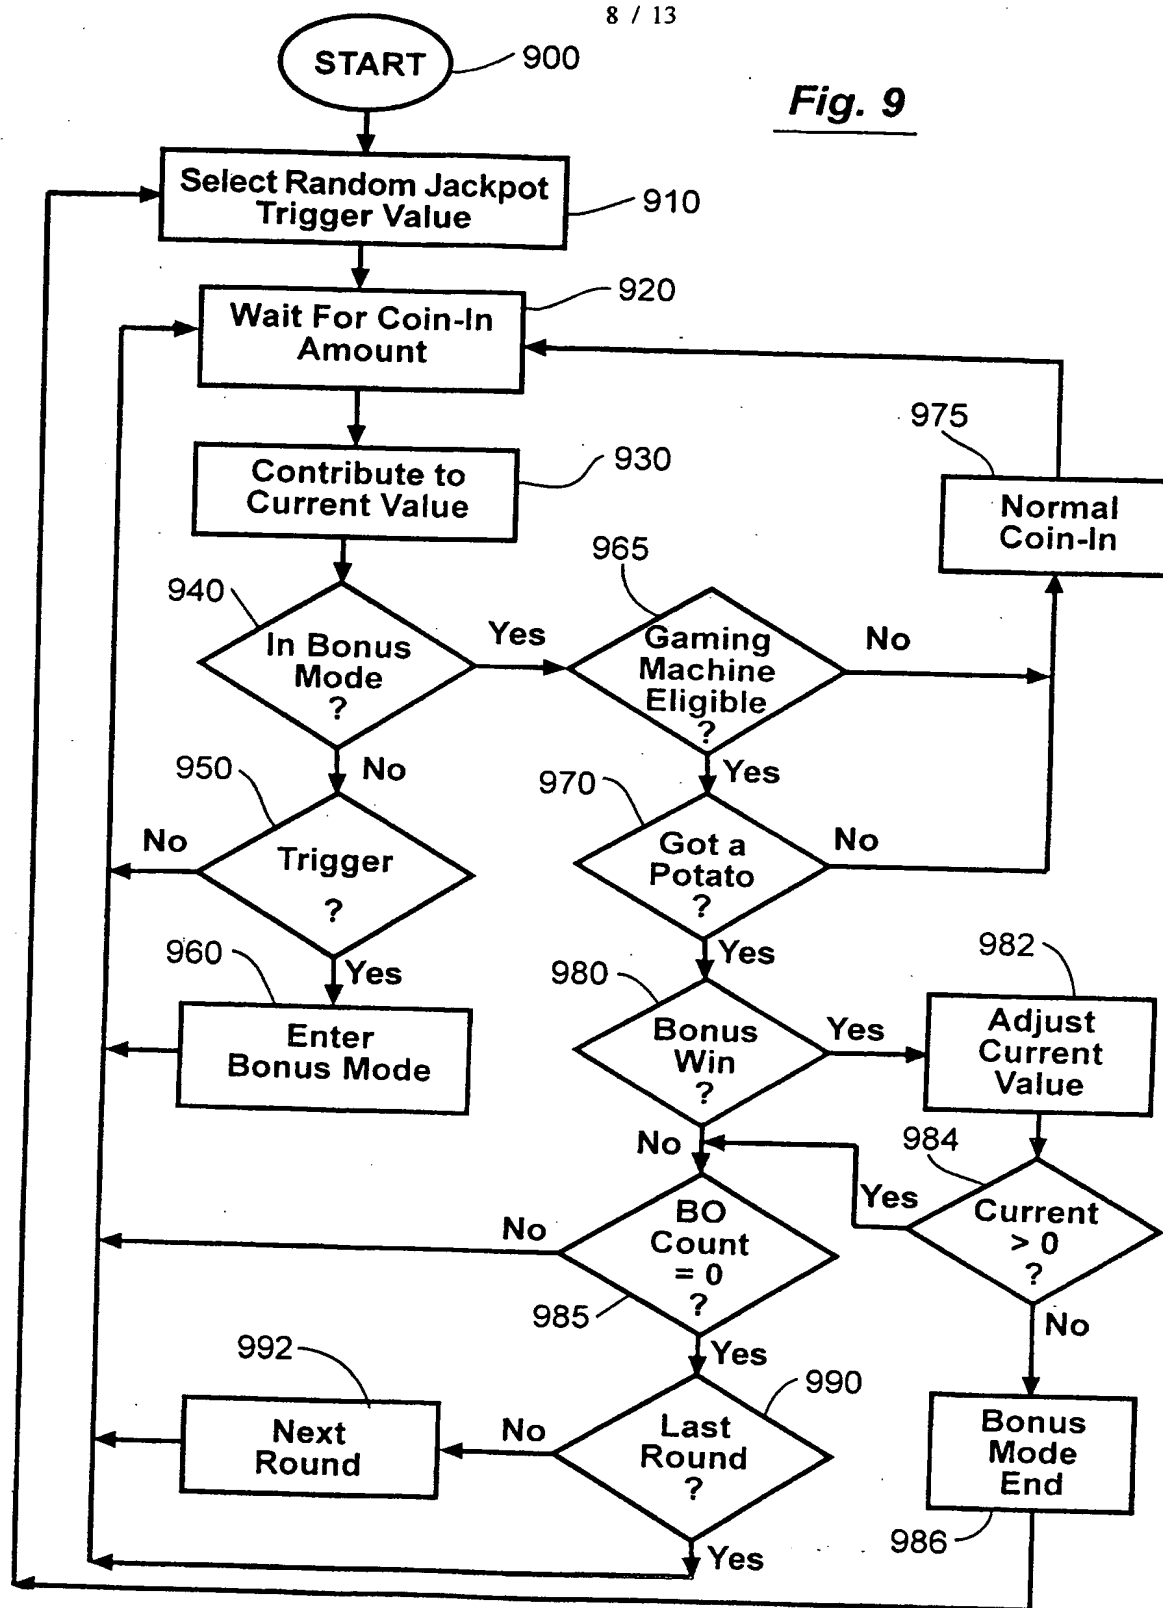 8 / 13
START
900
Fig. 9
Select Random Jackpot
Trigger Value
910
Wait For Coin-In
Amount
920
Contribute to
Current Value
930
975
Normal
Coin-In
940
In Bonus
Mode
?
Yes
965
Gaming
Machine
Eligible
?
No
No
Yes
950
Trigger
?
No
970
Got a
Potato
?
No
Yes
Yes
960
Enter
Bonus Mode
980
Bonus
Win
?
Yes
982
Adjust
Current
Value
No
984
Current
> 0
?
Yes
BO
Count
= 0
?
No
985
No
Yes
992
Next
Round
No
990
Last
Round
?
Bonus
Mode
End
986
Yes